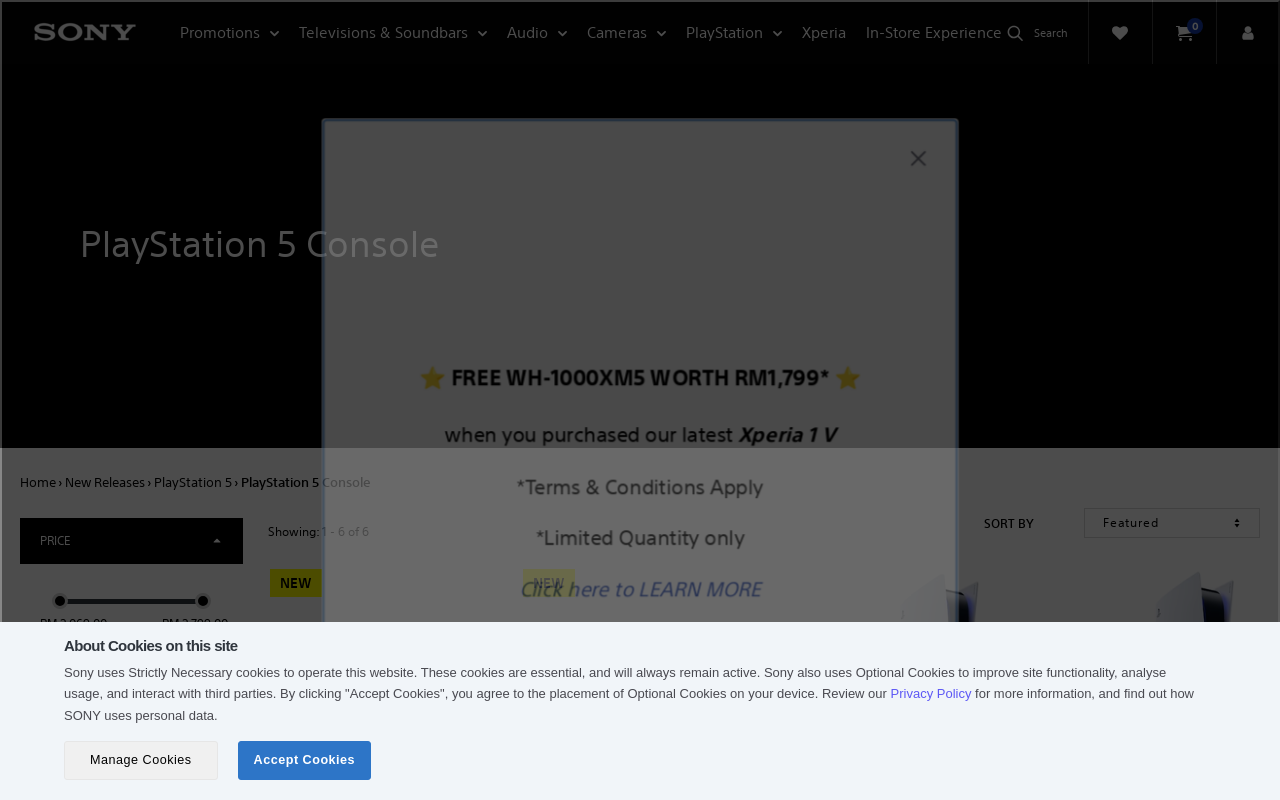 SONY
Promotions Televisions & Soundbars Audio Cameras PlayStation Xperia In-Store Experience Search 0
PlayStation 5 Console
⭐ FREE WH-1000XM5 WORTH RM1,799* ⭐
when you purchased our latest Xperia 1 V
*Terms & Conditions Apply
*Limited Quantity only
Click here to LEARN MORE
Home › New Releases › PlayStation 5 › PlayStation 5 Console
PRICE
Showing: 1 - 6 of 6
SORT BY Featured
NEW
NEW
About Cookies on this site
Sony uses Strictly Necessary cookies to operate this website. These cookies are essential, and will always remain active. Sony also uses Optional Cookies to improve site functionality, analyse
usage, and interact with third parties. By clicking "Accept Cookies", you agree to the placement of Optional Cookies on your device. Review our Privacy Policy for more information, and find out how
SONY uses personal data.
Manage Cookies Accept Cookies